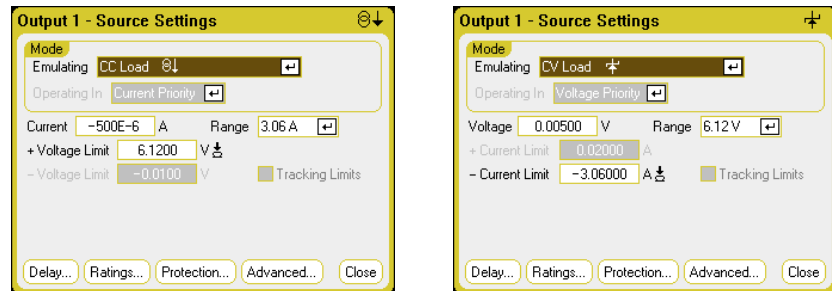 Output 1 - Source Settings
Mode
Emulating CC Load
Operating In Current Priority
Current -500E-6 A Range 3.06 A
+ Voltage Limit 6.1200 V
- Voltage Limit -0.0100 V Tracking Limits
Delay... Ratings... Protection... Advanced... Close
Output 1 - Source Settings
Mode
Emulating CV Load
Operating In Voltage Priority
Voltage 0.00500 V Range 6.12 V
+ Current Limit 0.02000 A
- Current Limit -3.06000 A Tracking Limits
Delay... Ratings... Protection... Advanced... Close